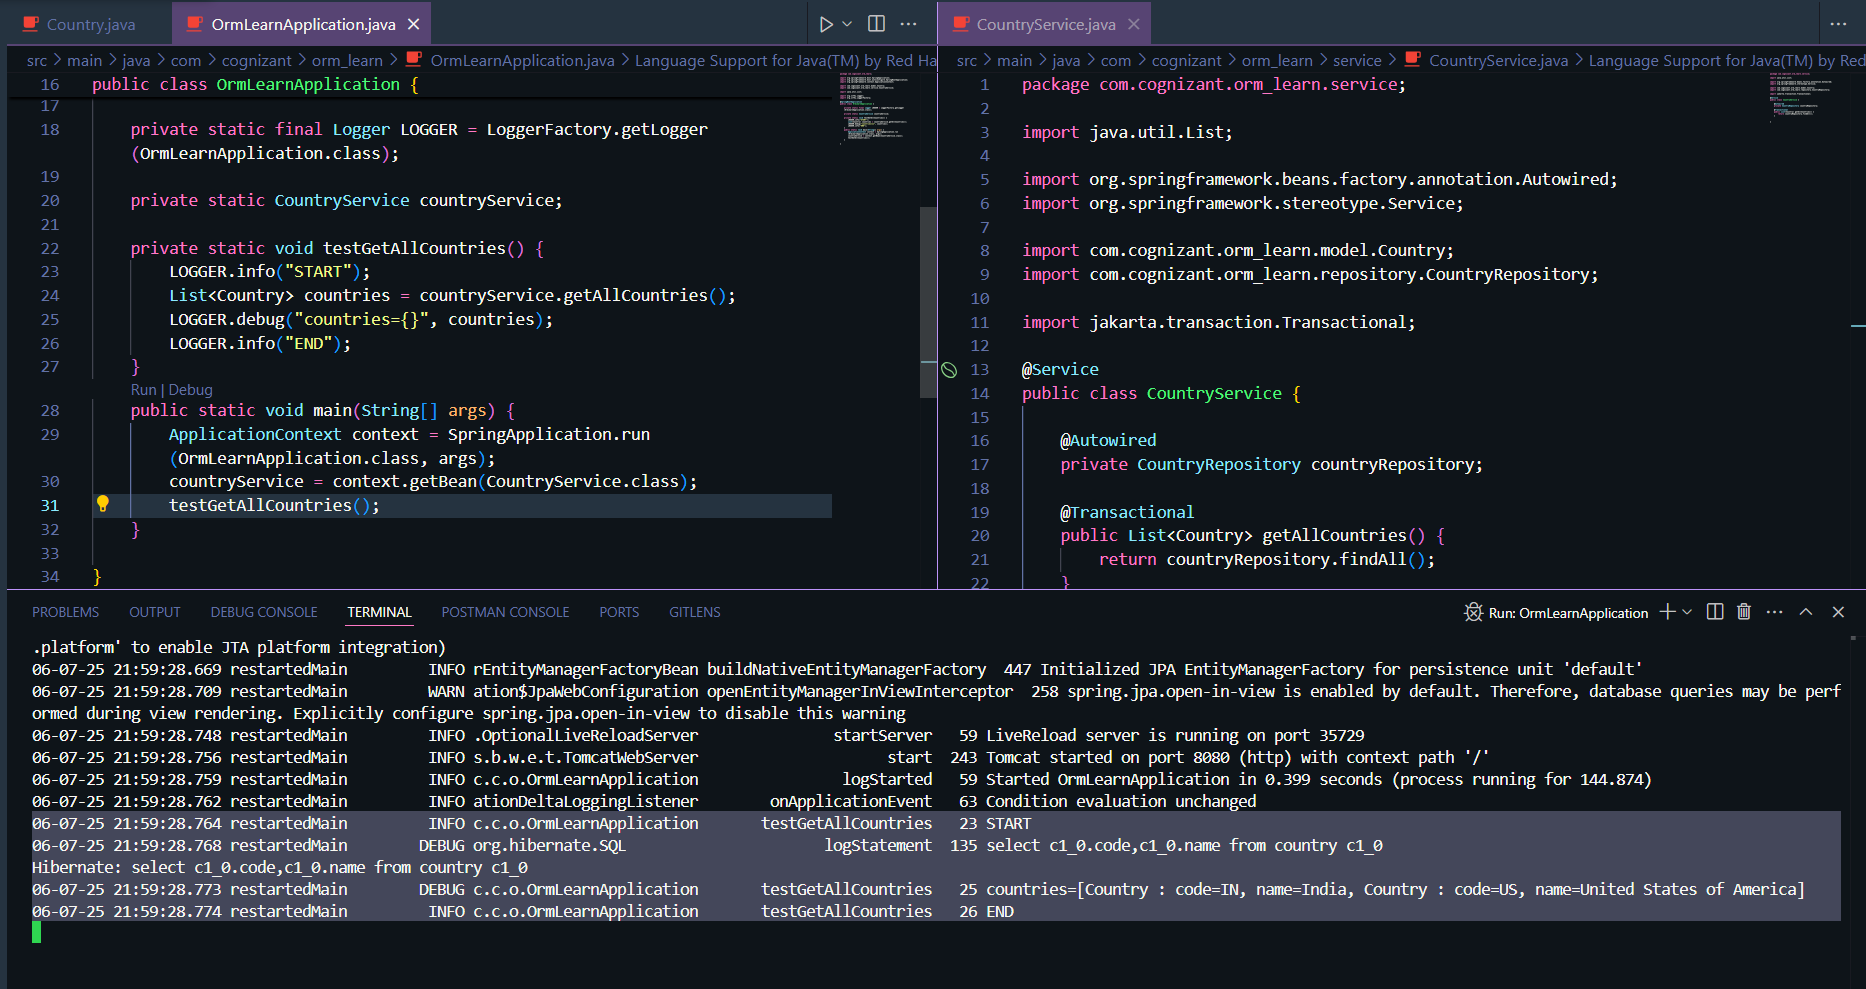 Country.java
OrmLearnApplication.java
src > main > java > com > cognizant > orm_learn > OrmLearnApplication.java > Language Support for Java(TM) by Red Ha
16 public class OrmLearnApplication {
17
18 private static final Logger LOGGER = LoggerFactory.getLogger
(OrmLearnApplication.class);
19
20 private static CountryService countryService;
21
22 private static void testGetAllCountries() {
23 LOGGER.info("START");
24 List<Country> countries = countryService.getAllCountries();
25 LOGGER.debug("countries={}", countries);
26 LOGGER.info("END");
27 }
Run | Debug
28 public static void main(String[] args) {
29 ApplicationContext context = SpringApplication.run
(OrmLearnApplication.class, args);
30 countryService = context.getBean(CountryService.class);
31 testGetAllCountries();
32 }
33
34 }
CountryService.java
src > main > java > com > cognizant > orm_learn > service > CountryService.java > Language Support for Java(TM) by Red
1 package com.cognizant.orm_learn.service;
2
3 import java.util.List;
4
5 import org.springframework.beans.factory.annotation.Autowired;
6 import org.springframework.stereotype.Service;
7
8 import com.cognizant.orm_learn.model.Country;
9 import com.cognizant.orm_learn.repository.CountryRepository;
10
11 import jakarta.transaction.Transactional;
12
13 @Service
14 public class CountryService {
15
16 @Autowired
17 private CountryRepository countryRepository;
18
19 @Transactional
20 public List<Country> getAllCountries() {
21 return countryRepository.findAll();
22 }
PROBLEMS OUTPUT DEBUG CONSOLE TERMINAL POSTMAN CONSOLE PORTS GITLENS
Run: OrmLearnApplication
.platform' to enable JTA platform integration)
06-07-25 21:59:28.669 restartedMain INFO rEntityManagerFactoryBean buildNativeEntityManagerFactory 447 Initialized JPA EntityManagerFactory for persistence unit 'default'
06-07-25 21:59:28.709 restartedMain WARN ation$JpaWebConfiguration openEntityManagerInViewInterceptor 258 spring.jpa.open-in-view is enabled by default. Therefore, database queries may be perf
ormed during view rendering. Explicitly configure spring.jpa.open-in-view to disable this warning
06-07-25 21:59:28.748 restartedMain INFO .OptionalLiveReloadServer startServer 59 LiveReload server is running on port 35729
06-07-25 21:59:28.756 restartedMain INFO s.b.w.e.t.TomcatWebServer start 243 Tomcat started on port 8080 (http) with context path '/'
06-07-25 21:59:28.759 restartedMain INFO c.c.o.OrmLearnApplication logStarted 59 Started OrmLearnApplication in 0.399 seconds (process running for 144.874)
06-07-25 21:59:28.762 restartedMain INFO ationDeltaLoggingListener onApplicationEvent 63 Condition evaluation unchanged
06-07-25 21:59:28.764 restartedMain INFO c.c.o.OrmLearnApplication testGetAllCountries 23 START
06-07-25 21:59:28.768 restartedMain DEBUG org.hibernate.SQL logStatement 135 select c1_0.code,c1_0.name from country c1_0
Hibernate: select c1_0.code,c1_0.name from country c1_0
06-07-25 21:59:28.773 restartedMain DEBUG c.c.o.OrmLearnApplication testGetAllCountries 25 countries=[Country : code=IN, name=India, Country : code=US, name=United States of America]
06-07-25 21:59:28.774 restartedMain INFO c.c.o.OrmLearnApplication testGetAllCountries 26 END